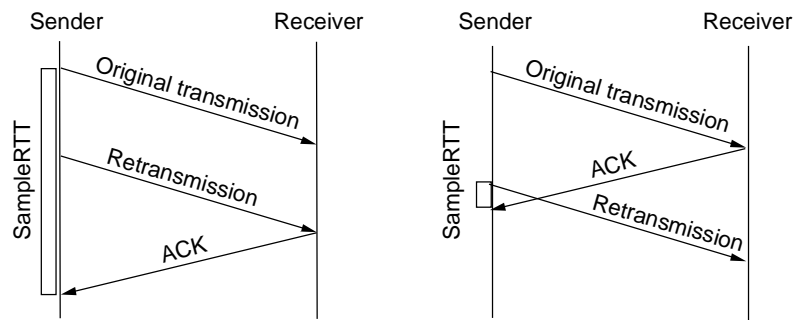 Sender
Receiver
SampleRTT
Original transmission
Retransmission
ACK
Sender
Receiver
SampleRTT
Original transmission
ACK
Retransmission